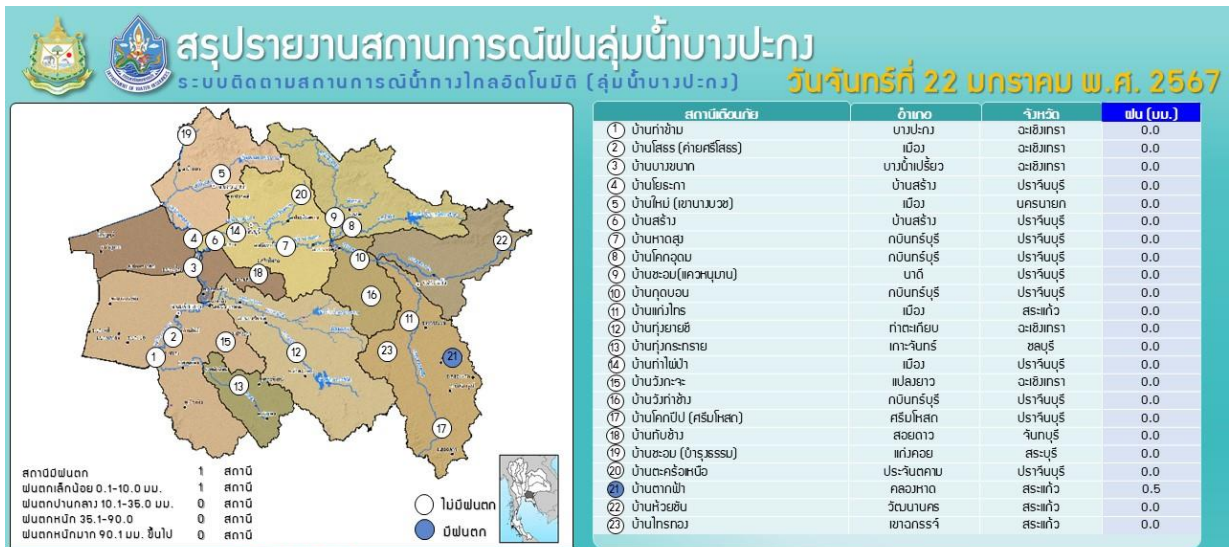 สรุปรายงานสถานการณ์ฝนลุ่มน้ำบางปะกง
ระบบติดตามสถานการณ์น้ำทางไกลอัตโนมัติ (ลุ่มน้ำบางปะกง)
วันจันทร์ที่ 22 มกราคม พ.ศ. 2567
สถานีเตือนภัย อำเภอ จังหวัด ฝน (มม.)
1 บ้านท่าข้าม บางปะกง ฉะเชิงเทรา 0.0
2 บ้านโสธร (ค่ายศรีโสธร) เมือง ฉะเชิงเทรา 0.0
3 บ้านบางขนาก บางน้ำเปรี้ยว ฉะเชิงเทรา 0.0
4 บ้านโยธะกา บ้านสร้าง ปราจีนบุรี 0.0
5 บ้านใหม่ (เขานางบวช) เมือง นครนายก 0.0
6 บ้านสร้าง บ้านสร้าง ปราจีนบุรี 0.0
7 บ้านหาดสูง กบินทร์บุรี ปราจีนบุรี 0.0
8 บ้านโคกอุดม กบินทร์บุรี ปราจีนบุรี 0.0
9 บ้านชะอม(แควหนุมาน) นาดี ปราจีนบุรี 0.0
10 บ้านกุดบอน กบินทร์บุรี ปราจีนบุรี 0.0
11 บ้านแก่งไทร เมือง สระแก้ว 0.0
12 บ้านทุ่งยายชี ท่าตะเกียบ ฉะเชิงเทรา 0.0
13 บ้านทุ่งกระทราย เกาะจันทร์ ชลบุรี 0.0
14 บ้านท่าไผ่ป่า เมือง ปราจีนบุรี 0.0
15 บ้านวังกะจะ แปลงยาว ฉะเชิงเทรา 0.0
16 บ้านวังท่าช้าง กบินทร์บุรี ปราจีนบุรี 0.0
17 บ้านโคกปีป (ศรีมโหสถ) ศรีมโหสถ ปราจีนบุรี 0.0
18 บ้านทับช้าง สอยดาว จันทบุรี 0.0
19 บ้านชะอม (บำรุงธรรม) แก่งคอย สระบุรี 0.0
20 บ้านตะคร้อเหนือ ประจันตคาม ปราจีนบุรี 0.0
21 บ้านตากฟ้า คลองหาด สระแก้ว 0.5
22 บ้านห้วยชัน วัฒนานคร สระแก้ว 0.0
23 บ้านไทรทอง เขาฉกรรจ์ สระแก้ว 0.0
19
5
20
9
8
22
4
6
14
7
10
3
18
16
11
2
15
12
23
21
1
13
17
สถานีมีฝนตก 1 สถานี
ฝนตกเล็กน้อย 0.1-10.0 มม. 1 สถานี
ฝนตกปานกลาง 10.1-35.0 มม. 0 สถานี
ฝนตกหนัก 35.1-90.0 0 สถานี
ฝนตกหนักมาก 90.1 มม. ขึ้นไป 0 สถานี
ไม่มีฝนตก
มีฝนตก